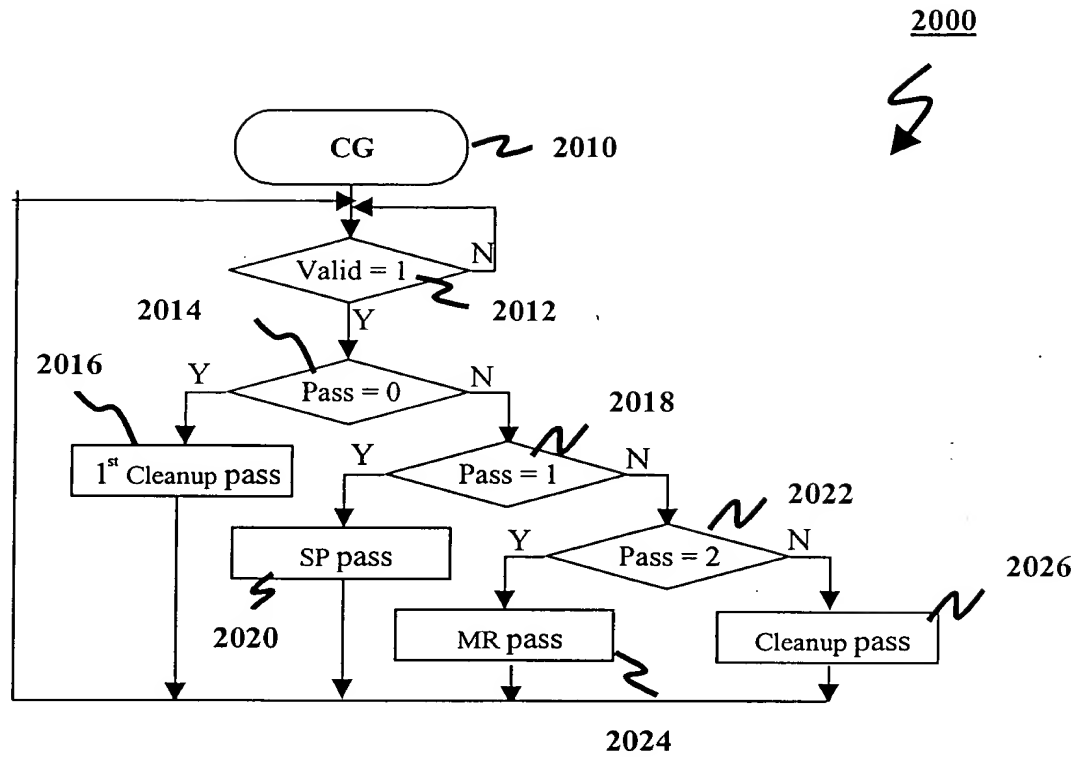 2000
CG
2010
N
Valid = 1
2012
2014
Y
2016
Y
Pass = 0
N
2018
1st Cleanup pass
Y
Pass = 1
N
2022
SP pass
Y
Pass = 2
N
2026
2020
MR pass
Cleanup pass
2024